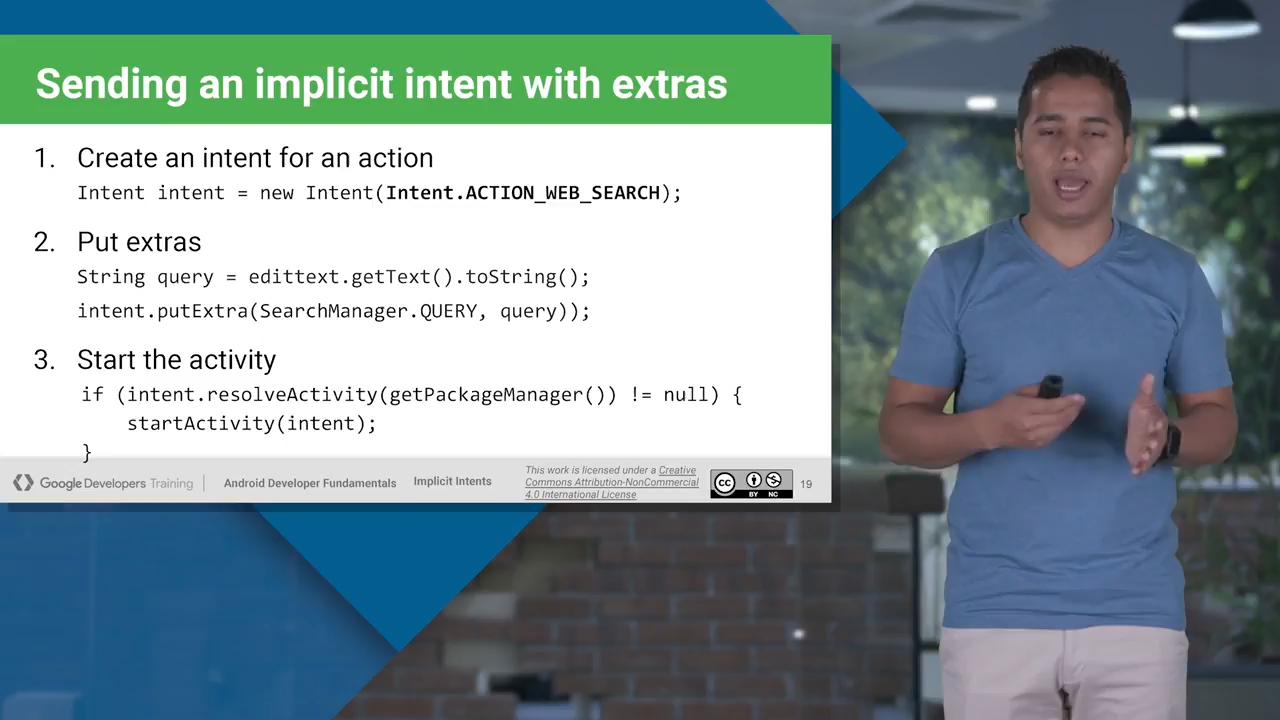 Sending an implicit intent with extras
1. Create an intent for an action
Intent intent = new Intent(Intent.ACTION_WEB_SEARCH);
2. Put extras
String query = edittext.getText().toString();
intent.putExtra(SearchManager.QUERY, query));
3. Start the activity
if (intent.resolveActivity(getPackageManager()) != null) {
startActivity(intent);
}
Google Developers Training
Android Developer Fundamentals
Implicit Intents
This work is licensed under a Creative
Commons Attribution-NonCommercial
4.0 International License
cc
BY NC
19